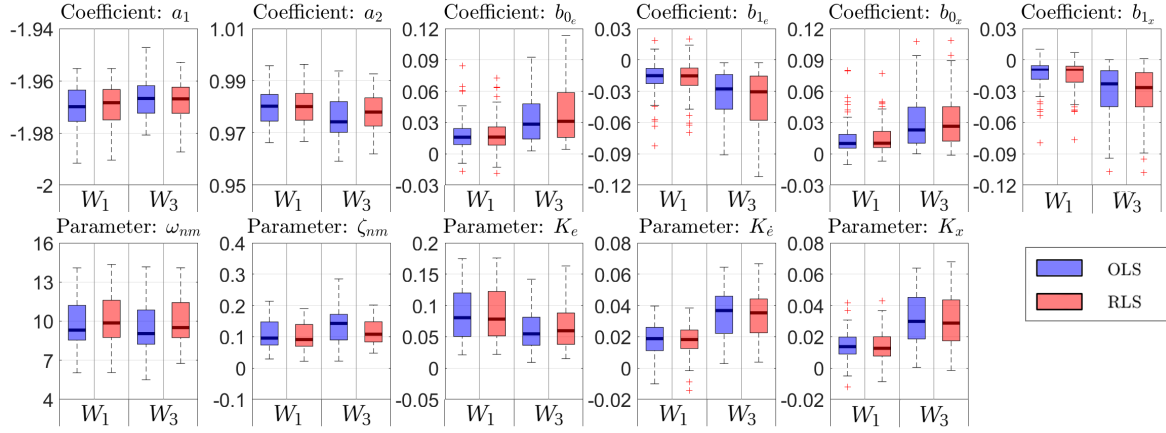 Coefficient: a₁
-1.94
-1.96
-1.98
-2
W₁ W₃
Coefficient: a₂
1.01
0.99
0.97
0.95
W₁ W₃
Coefficient: b₀ₑ
0.12
0.09
0.06
0.03
0
-0.03
W₁ W₃
Coefficient: b₁ₑ
0.03
0
-0.03
-0.06
-0.09
-0.12
W₁ W₃
Coefficient: b₀ₓ
0.12
0.09
0.06
0.03
0
-0.03
W₁ W₃
Coefficient: b₁ₓ
0.03
0
-0.03
-0.06
-0.09
-0.12
W₁ W₃
Parameter: ωₙₘ
16
13
10
7
4
W₁ W₃
Parameter: ζₙₘ
0.4
0.3
0.2
0.1
0
-0.1
W₁ W₃
Parameter: Kₑ
0.2
0.15
0.1
0.05
0
W₁ W₃
Parameter: K_ė
0.08
0.06
0.04
0.02
0
0.02
W₁ W₃
Parameter: Kₓ
0.08
0.06
0.04
0.02
0
0.02
W₁ W₃
OLS
RLS